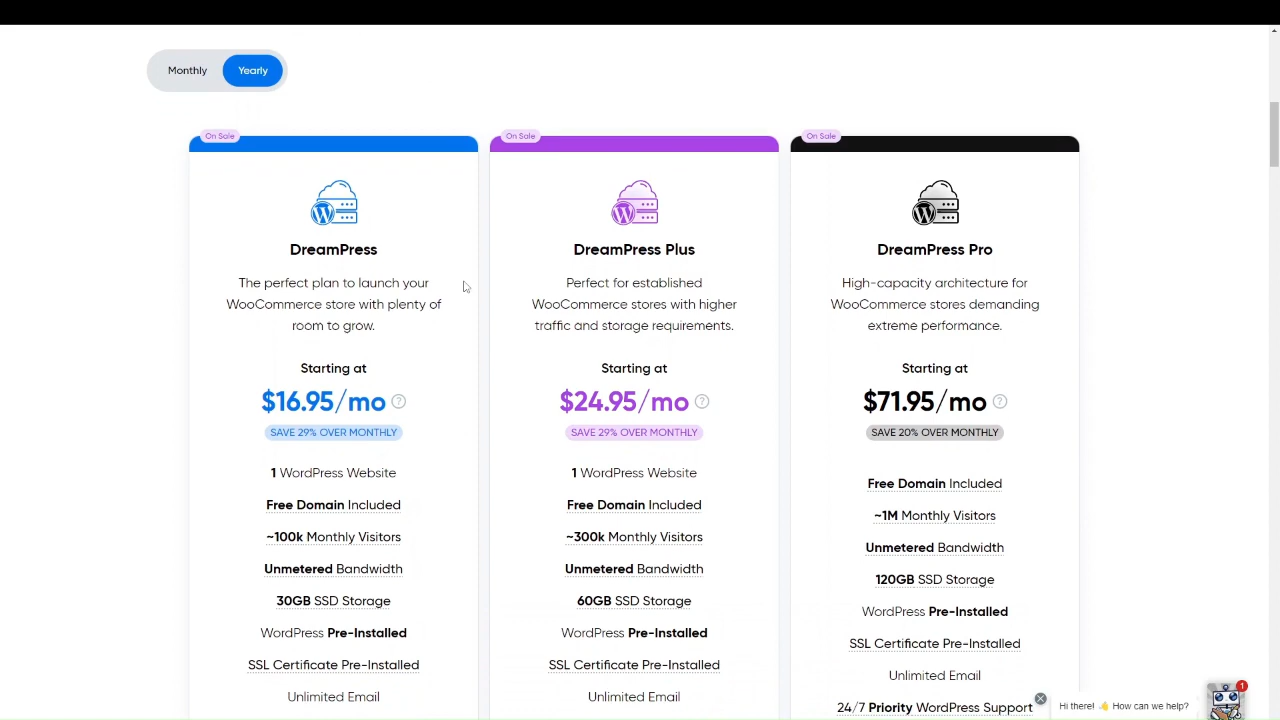 Monthly
Yearly
On Sale
DreamPress
The perfect plan to launch your
WooCommerce store with plenty of
room to grow.
Starting at
$16.95/mo ?
SAVE 29% OVER MONTHLY
1 WordPress Website
Free Domain Included
~100k Monthly Visitors
Unmetered Bandwidth
30GB SSD Storage
WordPress Pre-Installed
SSL Certificate Pre-Installed
Unlimited Email
On Sale
DreamPress Plus
Perfect for established
WooCommerce stores with higher
traffic and storage requirements.
Starting at
$24.95/mo ?
SAVE 29% OVER MONTHLY
1 WordPress Website
Free Domain Included
~300k Monthly Visitors
Unmetered Bandwidth
60GB SSD Storage
WordPress Pre-Installed
SSL Certificate Pre-Installed
Unlimited Email
On Sale
DreamPress Pro
High-capacity architecture for
WooCommerce stores demanding
extreme performance.
Starting at
$71.95/mo ?
SAVE 20% OVER MONTHLY
Free Domain Included
~1M Monthly Visitors
Unmetered Bandwidth
120GB SSD Storage
WordPress Pre-Installed
SSL Certificate Pre-Installed
Unlimited Email
24/7 Priority WordPress Support
Hi there! 👋 How can we help?
1